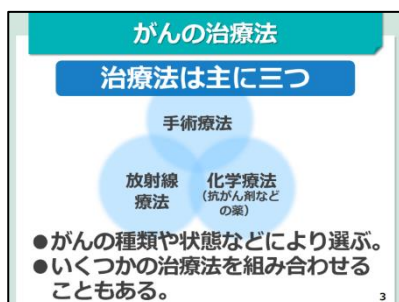 がんの治療法
治療法は主に三つ
手術療法
放射線
療法
化学療法
(抗がん剤など
の薬)
●がんの種類や状態などにより選ぶ。
●いくつかの治療法を組み合わせる
こともある。
3